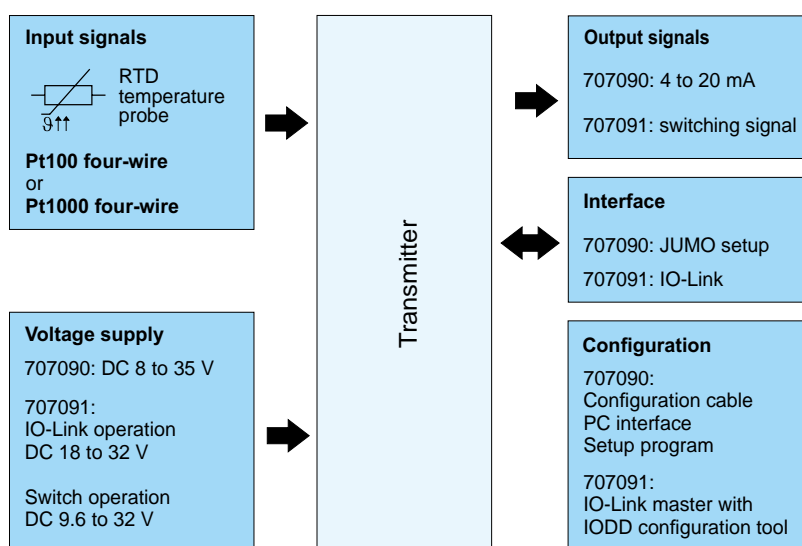 Input signals
RTD
temperature
probe
ϑ↑↑
Pt100 four-wire
or
Pt1000 four-wire
Voltage supply
707090: DC 8 to 35 V
707091:
IO-Link operation
DC 18 to 32 V
Switch operation
DC 9.6 to 32 V
Transmitter
Output signals
707090: 4 to 20 mA
707091: switching signal
Interface
707090: JUMO setup
707091: IO-Link
Configuration
707090:
Configuration cable
PC interface
Setup program
707091:
IO-Link master with
IODD configuration tool